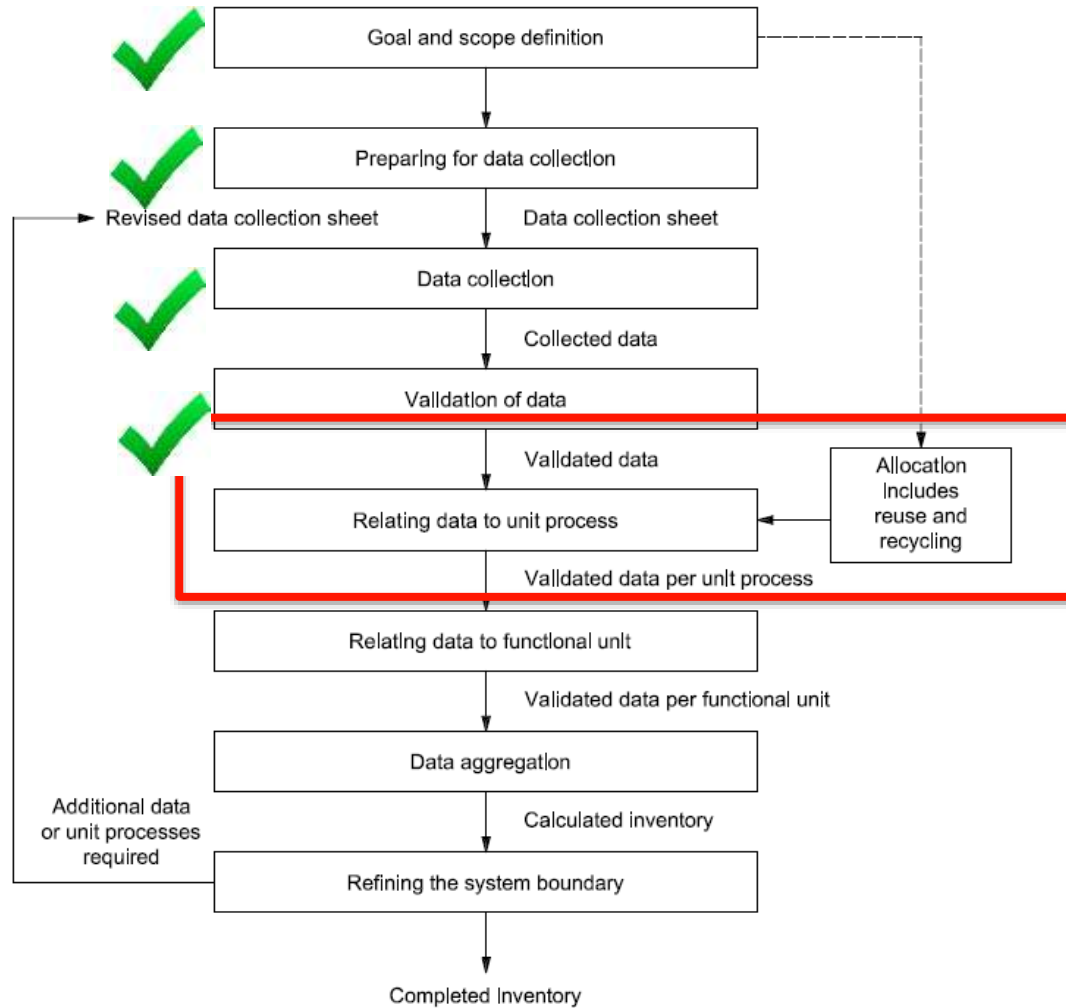 Goal and scope definition
Preparing for data collection
Revised data collection sheet
Data collection sheet
Data collection
Collected data
Validation of data
Validated data
Allocation
includes
reuse and
recycling
Relating data to unit process
Validated data per unit process
Relating data to functional unit
Validated data per functional unit
Data aggregation
Additional data
or unit processes
required
Calculated inventory
Refining the system boundary
Completed inventory